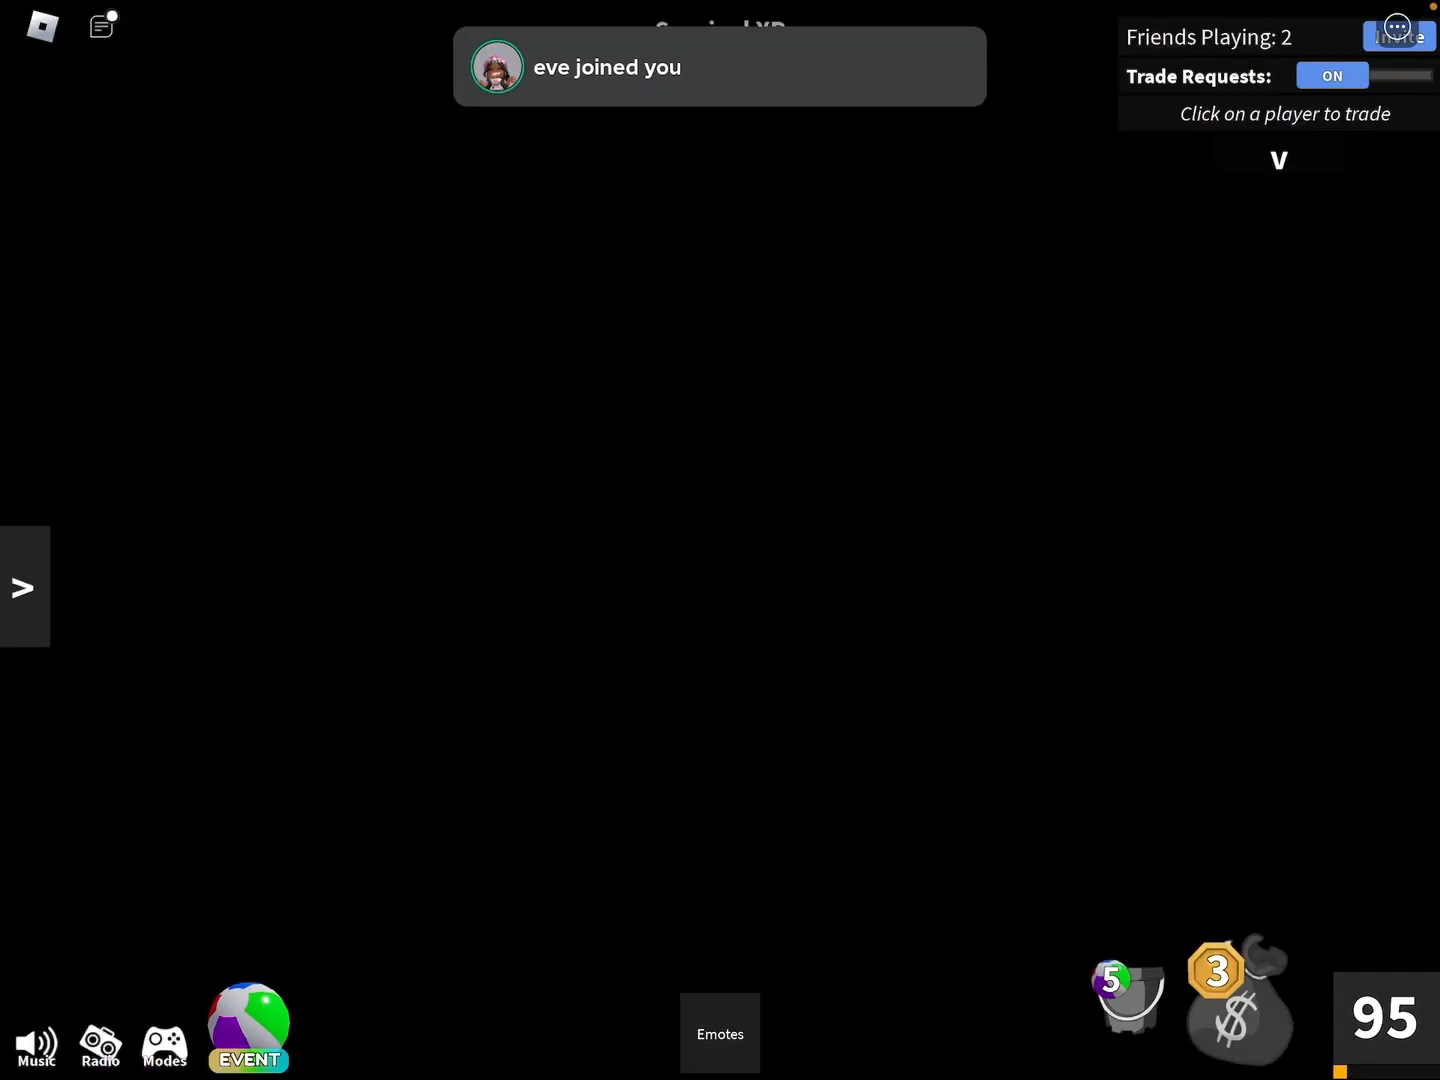 Friends Playing: 2
eve joined you
Trade Requests:
ON
Click on a player to trade
V
>
5
3
$
95
Music
Radio
Modes
EVENT
Emotes